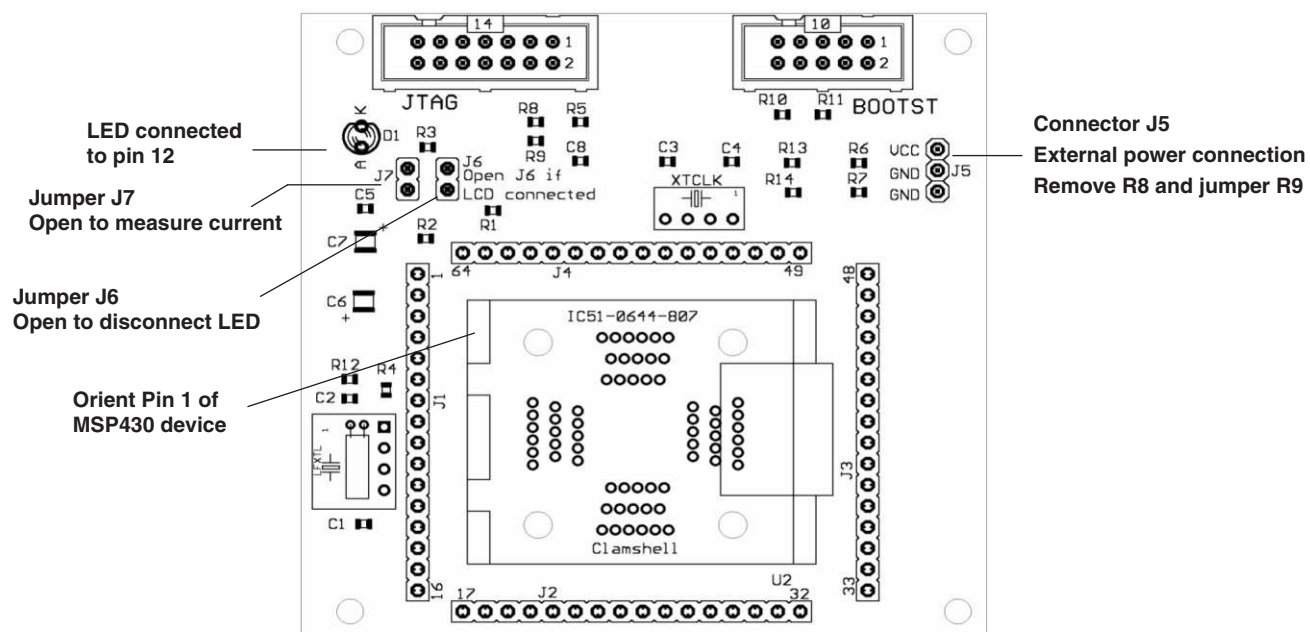 14
1
2
JTAG
10
1
2
BOOTST
LED connected
to pin 12
K
D1
A
R3
R8
R5
R9
C8
R10
R11
C3
C4
R13
R14
R6
R7
VCC
GND
GND
J5
Connector J5
External power connection
Remove R8 and jumper R9
Jumper J7
Open to measure current
J7
J6
Open J6 if
LCD connected
XTCLK
1
C5
C7
+
R2
R1
64
J4
49
Jumper J6
Open to disconnect LED
C6
+
1
48
IC51-0644-807
Orient Pin 1 of
MSP430 device
R12
R4
C2
J1
1
LFXTL
J3
C1
Clamshell
16
33
17
J2
U2
32